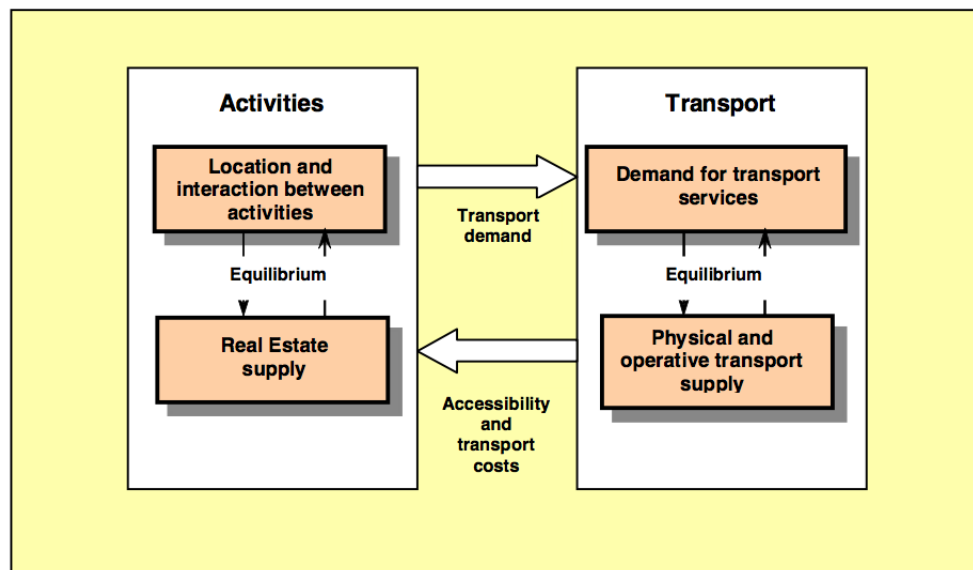 Activities
Location and
interaction between
activities
Equilibrium
Real Estate
supply
Transport
demand
Accessibility
and
transport
costs
Transport
Demand for transport
services
Equilibrium
Physical and
operative transport
supply